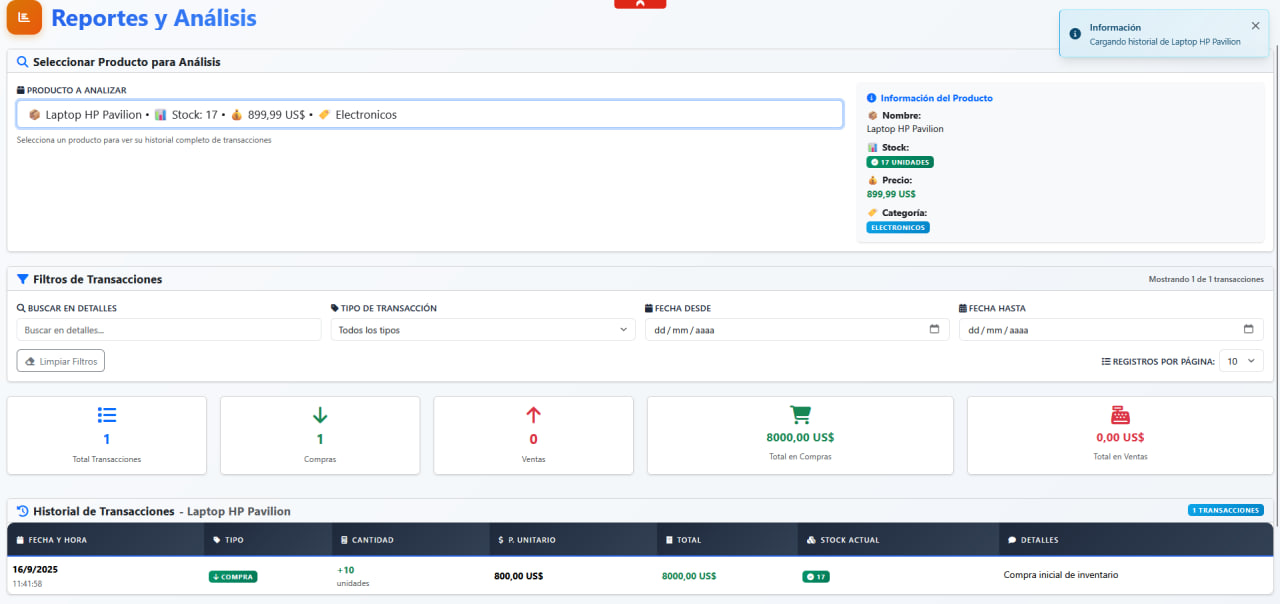 Reportes y Análisis
Información
Cargando historial de Laptop HP Pavilion
Seleccionar Producto para Análisis
PRODUCTO A ANALIZAR
Laptop HP Pavilion • Stock: 17 • 899,99 US$ • Electronicos
Selecciona un producto para ver su historial completo de transacciones
Información del Producto
Nombre:
Laptop HP Pavilion
Stock:
17 UNIDADES
Precio:
899,99 US$
Categoría:
ELECTRONICOS
Filtros de Transacciones
Mostrando 1 de 1 transacciones
BUSCAR EN DETALLES
TIPO DE TRANSACCIÓN
FECHA DESDE
FECHA HASTA
Buscar en detalles...
Todos los tipos
dd/mm/aaaa
dd/mm/aaaa
Limpiar Filtros
REGISTROS POR PÁGINA:
10
1
Total Transacciones
1
Compras
0
Ventas
8000,00 US$
Total en Compras
0,00 US$
Total en Ventas
Historial de Transacciones - Laptop HP Pavilion
1 TRANSACCIONES
FECHA Y HORA
TIPO
CANTIDAD
P. UNITARIO
TOTAL
STOCK ACTUAL
DETALLES
16/9/2025
11:41:58
COMPRA
+10
unidades
800,00 US$
8000,00 US$
17
Compra inicial de inventario